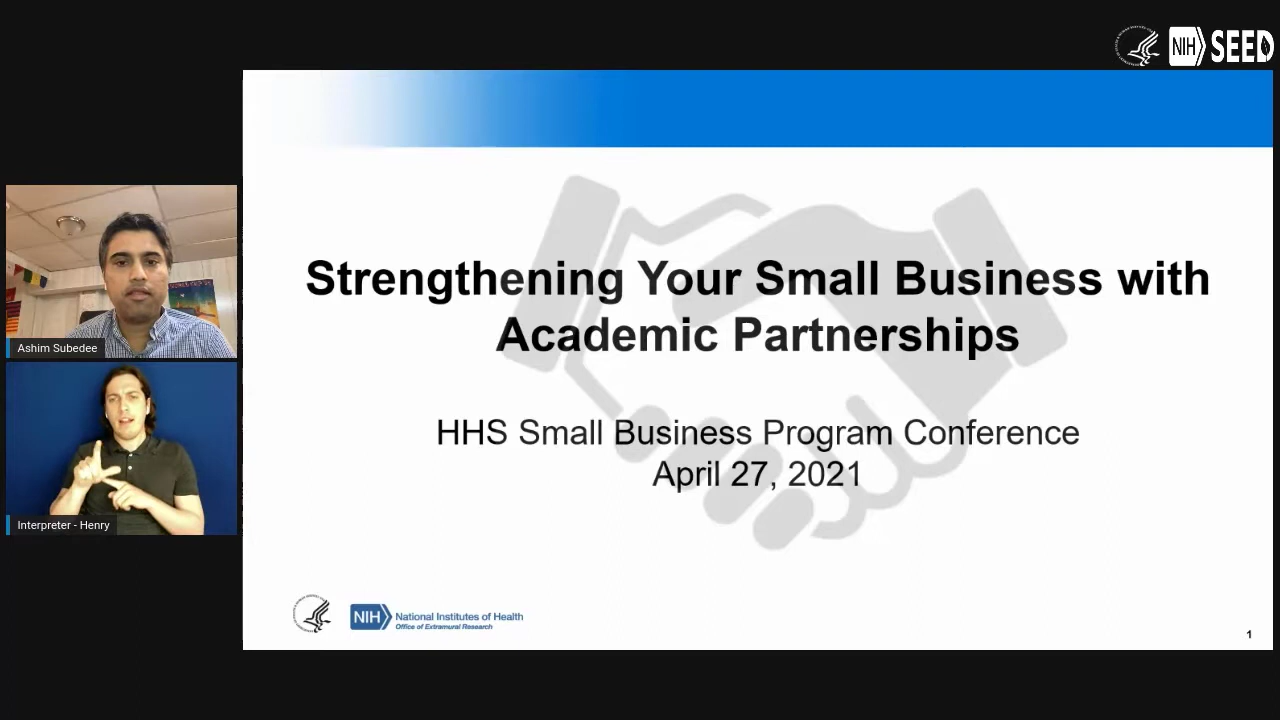 NIH SEED
Strengthening Your Small Business with
Academic Partnerships
HHS Small Business Program Conference
April 27, 2021
Ashim Subedee
Interpreter - Henry
NIH National Institutes of Health
Office of Extramural Research
1